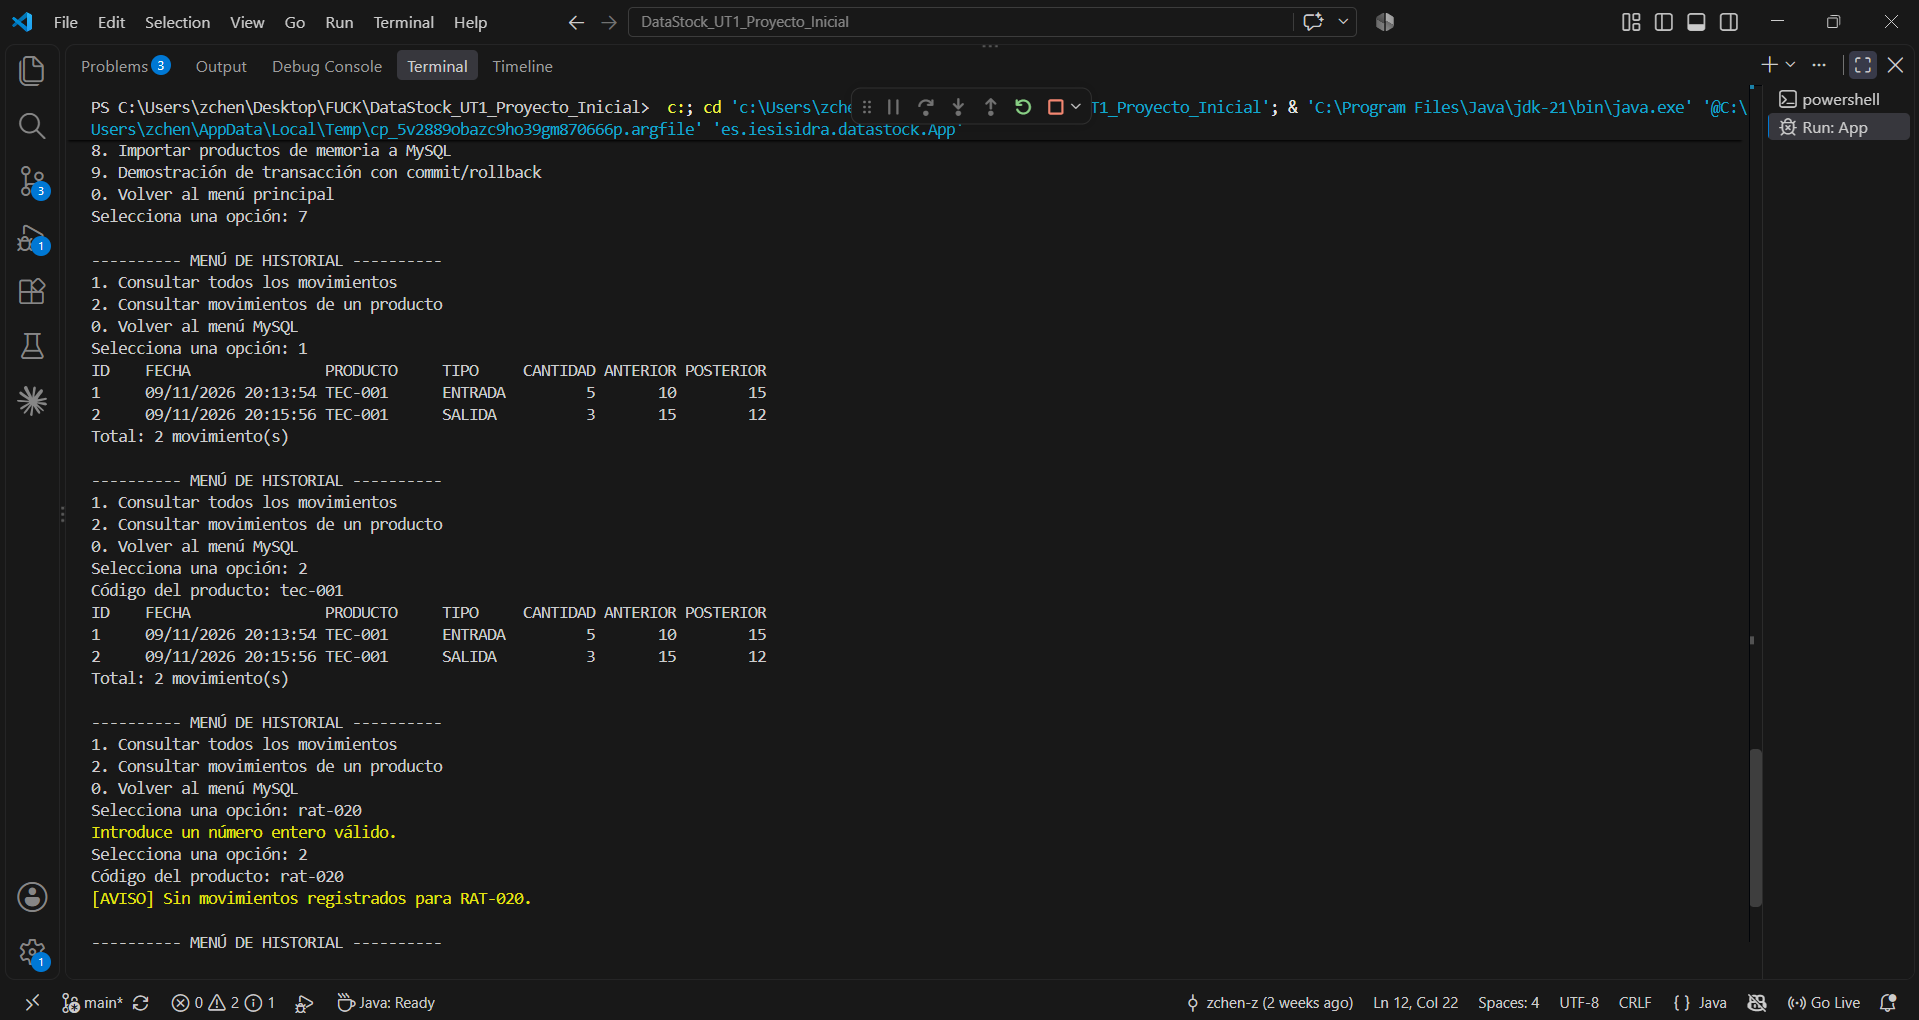 File Edit Selection View Go Run Terminal Help
DataStock_UT1_Proyecto_Inicial
Problems 3 Output Debug Console Terminal Timeline
PS C:\Users\zchen\Desktop\FUCK\DataStock_UT1_Proyecto_Inicial> c:; cd 'c:\Users\zche T1_Proyecto_Inicial'; & 'C:\Program Files\Java\jdk-21\bin\java.exe' '@C:\
Users\zchen\AppData\Local\Temp\cp_5v2889obazc9ho39gm870666p.argfile' 'es.iesisidra.datastock.App'
8. Importar productos de memoria a MySQL
9. Demostración de transacción con commit/rollback
0. Volver al menú principal
Selecciona una opción: 7
---------- MENÚ DE HISTORIAL ----------
1. Consultar todos los movimientos
2. Consultar movimientos de un producto
0. Volver al menú MySQL
Selecciona una opción: 1
ID FECHA PRODUCTO TIPO CANTIDAD ANTERIOR POSTERIOR
1 09/11/2026 20:13:54 TEC-001 ENTRADA 5 10 15
2 09/11/2026 20:15:56 TEC-001 SALIDA 3 15 12
Total: 2 movimiento(s)
---------- MENÚ DE HISTORIAL ----------
1. Consultar todos los movimientos
2. Consultar movimientos de un producto
0. Volver al menú MySQL
Selecciona una opción: 2
Código del producto: tec-001
ID FECHA PRODUCTO TIPO CANTIDAD ANTERIOR POSTERIOR
1 09/11/2026 20:13:54 TEC-001 ENTRADA 5 10 15
2 09/11/2026 20:15:56 TEC-001 SALIDA 3 15 12
Total: 2 movimiento(s)
---------- MENÚ DE HISTORIAL ----------
1. Consultar todos los movimientos
2. Consultar movimientos de un producto
0. Volver al menú MySQL
Selecciona una opción: rat-020
Introduce un número entero válido.
Selecciona una opción: 2
Código del producto: rat-020
[AVISO] Sin movimientos registrados para RAT-020.
---------- MENÚ DE HISTORIAL ----------
powershell
Run: App
3
1
1
main* 0 2 1 Java: Ready zchen-z (2 weeks ago) Ln 12, Col 22 Spaces: 4 UTF-8 CRLF { } Java Go Live